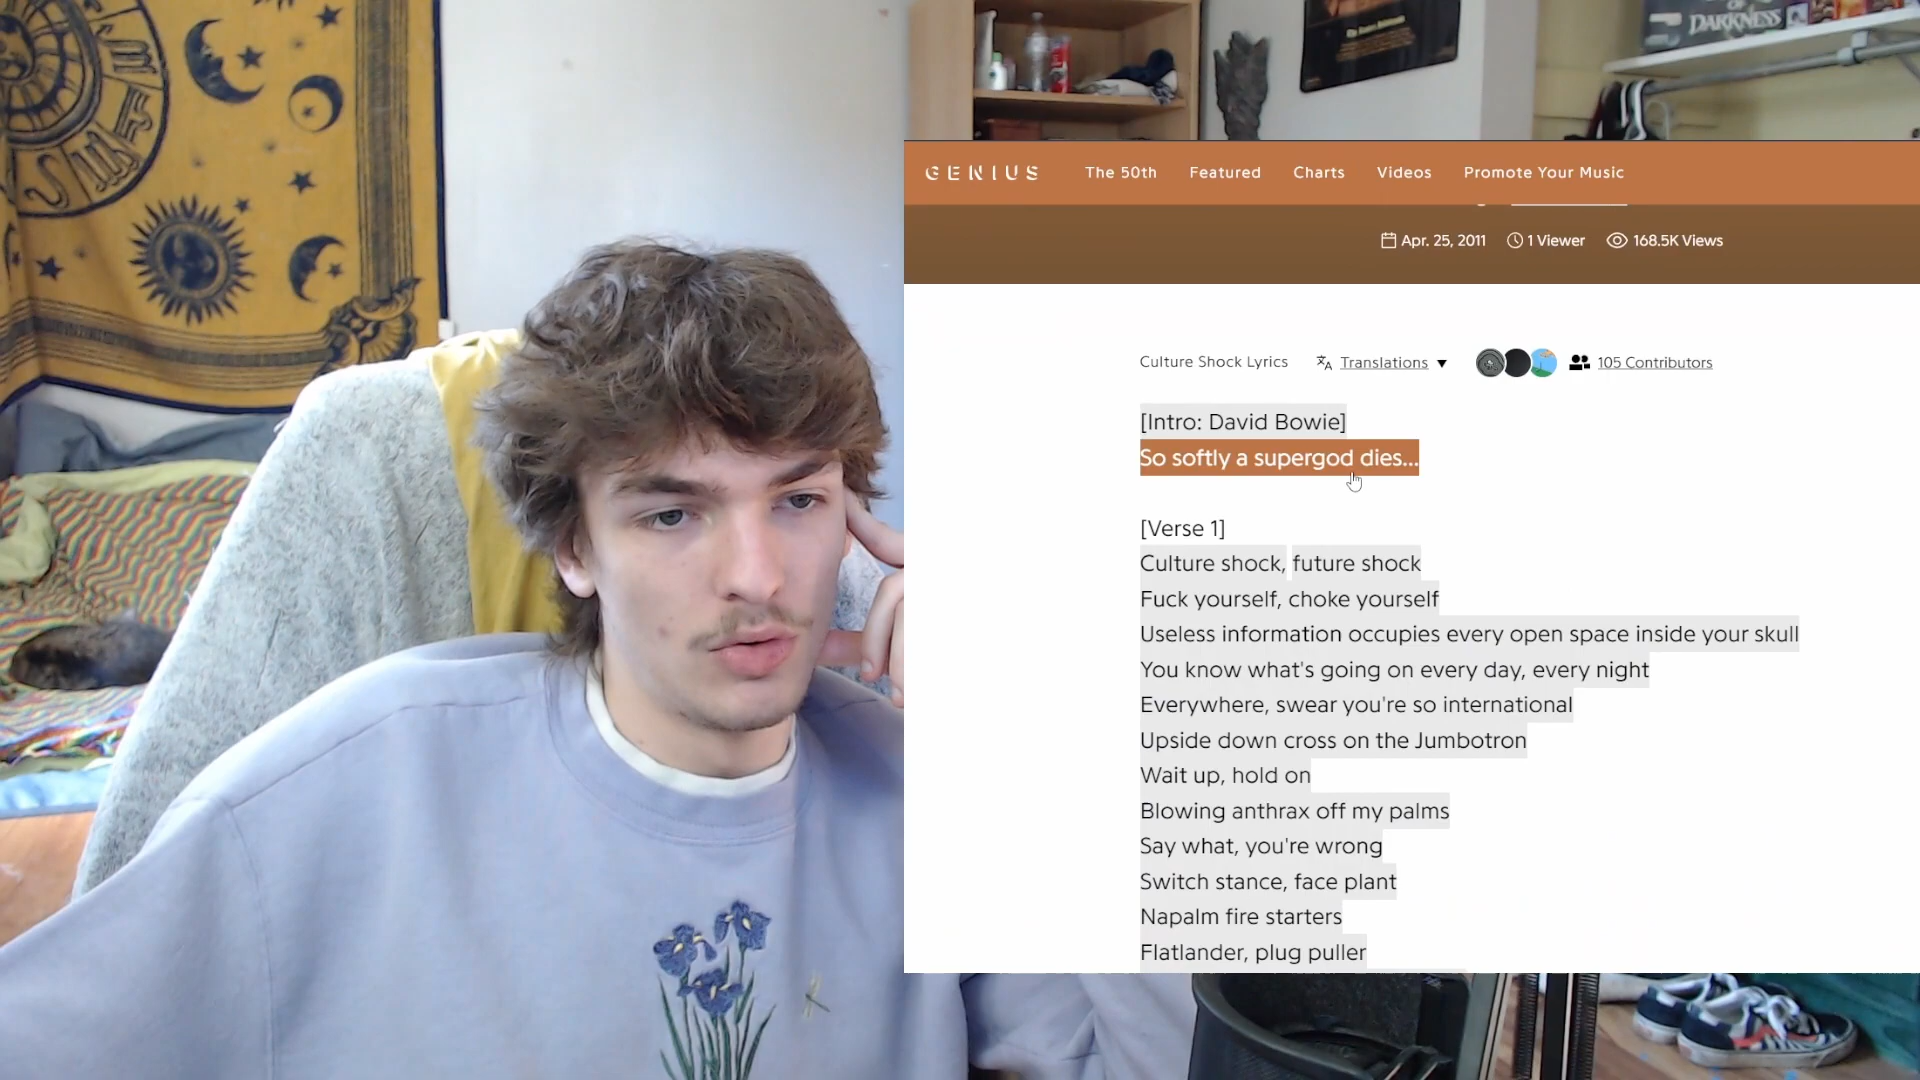 OF
DARKNESS
GENIUS The 50th Featured Charts Videos Promote Your Music
Apr. 25, 2011 1 Viewer 168.5K Views
Culture Shock Lyrics Translations 105 Contributors
[Intro: David Bowie]
So softly a supergod dies...
[Verse 1]
Culture shock, future shock
Fuck yourself, choke yourself
Useless information occupies every open space inside your skull
You know what's going on every day, every night
Everywhere, swear you're so international
Upside down cross on the Jumbotron
Wait up, hold on
Blowing anthrax off my palms
Say what, you're wrong
Switch stance, face plant
Napalm fire starters
Flatlander, plug puller